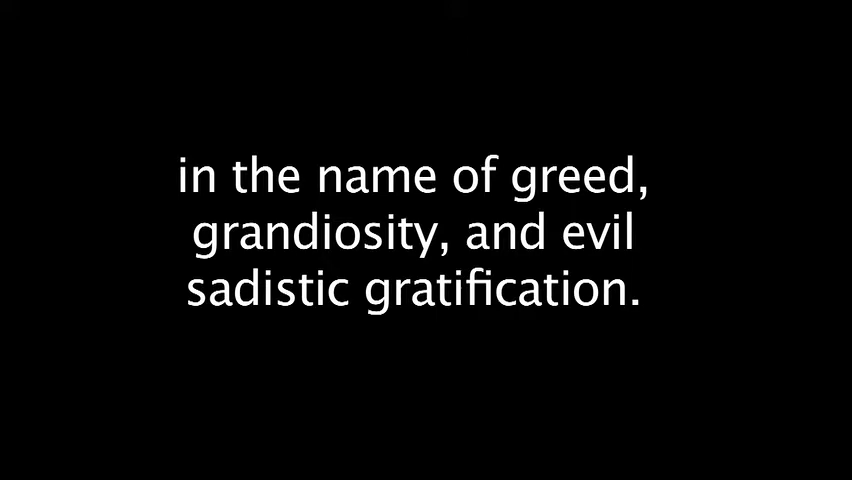 in the name of greed,
grandiosity, and evil
sadistic gratification.